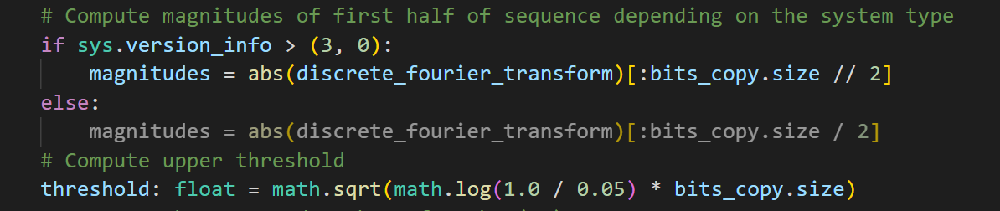 # Compute magnitudes of first half of sequence depending on the system type
if sys.version_info > (3, 0):
magnitudes = abs(discrete_fourier_transform)[:bits_copy.size // 2]
else:
magnitudes = abs(discrete_fourier_transform)[:bits_copy.size / 2]
# Compute upper threshold
threshold: float = math.sqrt(math.log(1.0 / 0.05) * bits_copy.size)